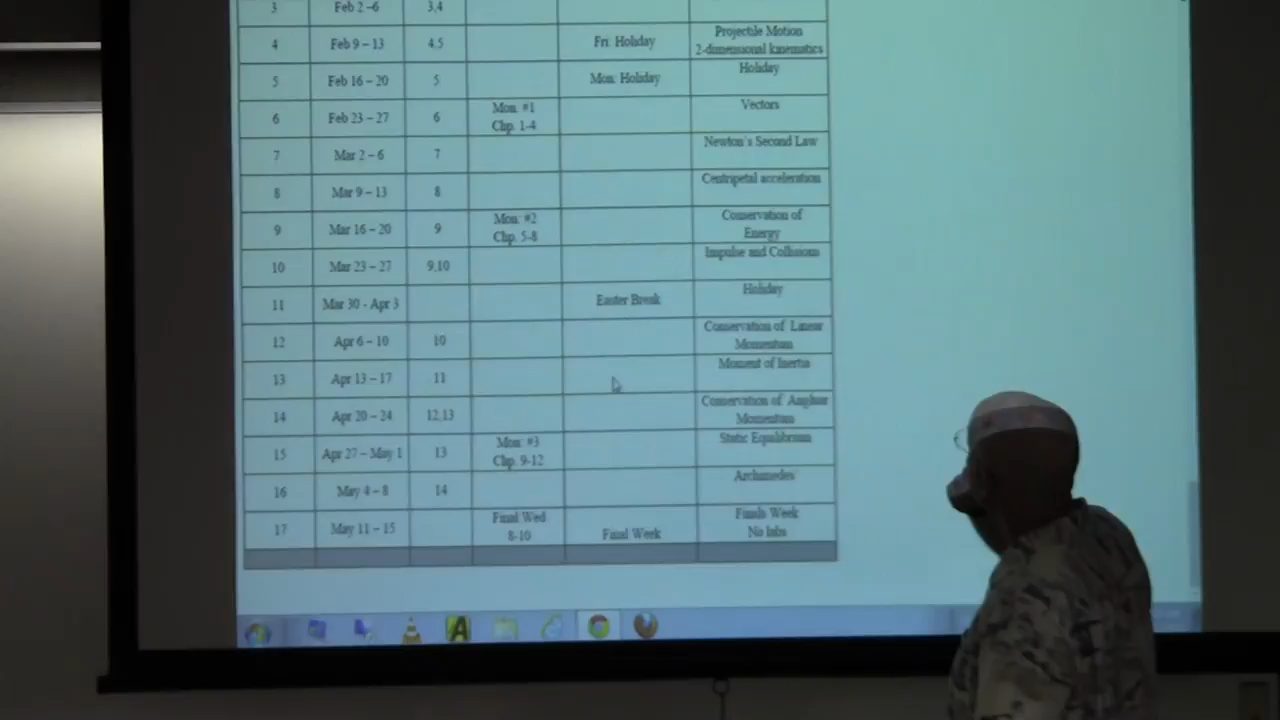 3 Feb 2 – 6 3,4
4 Feb 9 – 13 4,5 Fri: Holiday Projectile Motion
2-dimensional kinematics
5 Feb 16 – 20 5 Mon: Holiday Holiday
6 Feb 23 – 27 6 Mon: #1 Vectors
Chp. 1-4
7 Mar 2 – 6 7 Newton's Second Law
8 Mar 9 – 13 8 Centripetal acceleration
9 Mar 16 – 20 9 Mon: #2 Conservation of
Chp. 5-8 Energy
10 Mar 23 – 27 9,10 Impulse and Collisions
11 Mar 30 - Apr 3 Easter Break Holiday
12 Apr 6 – 10 10 Conservation of Linear
Momentum
13 Apr 13 – 17 11 Moment of Inertia
14 Apr 20 – 24 12,13 Conservation of Angular
Momentum
15 Apr 27 – May 1 13 Mon: #3 Static Equilibrium
Chp. 9-12
16 May 4 – 8 14 Archimedes
17 May 11 – 15 Final Wed Final Week Finals Week
8-10 No labs
A